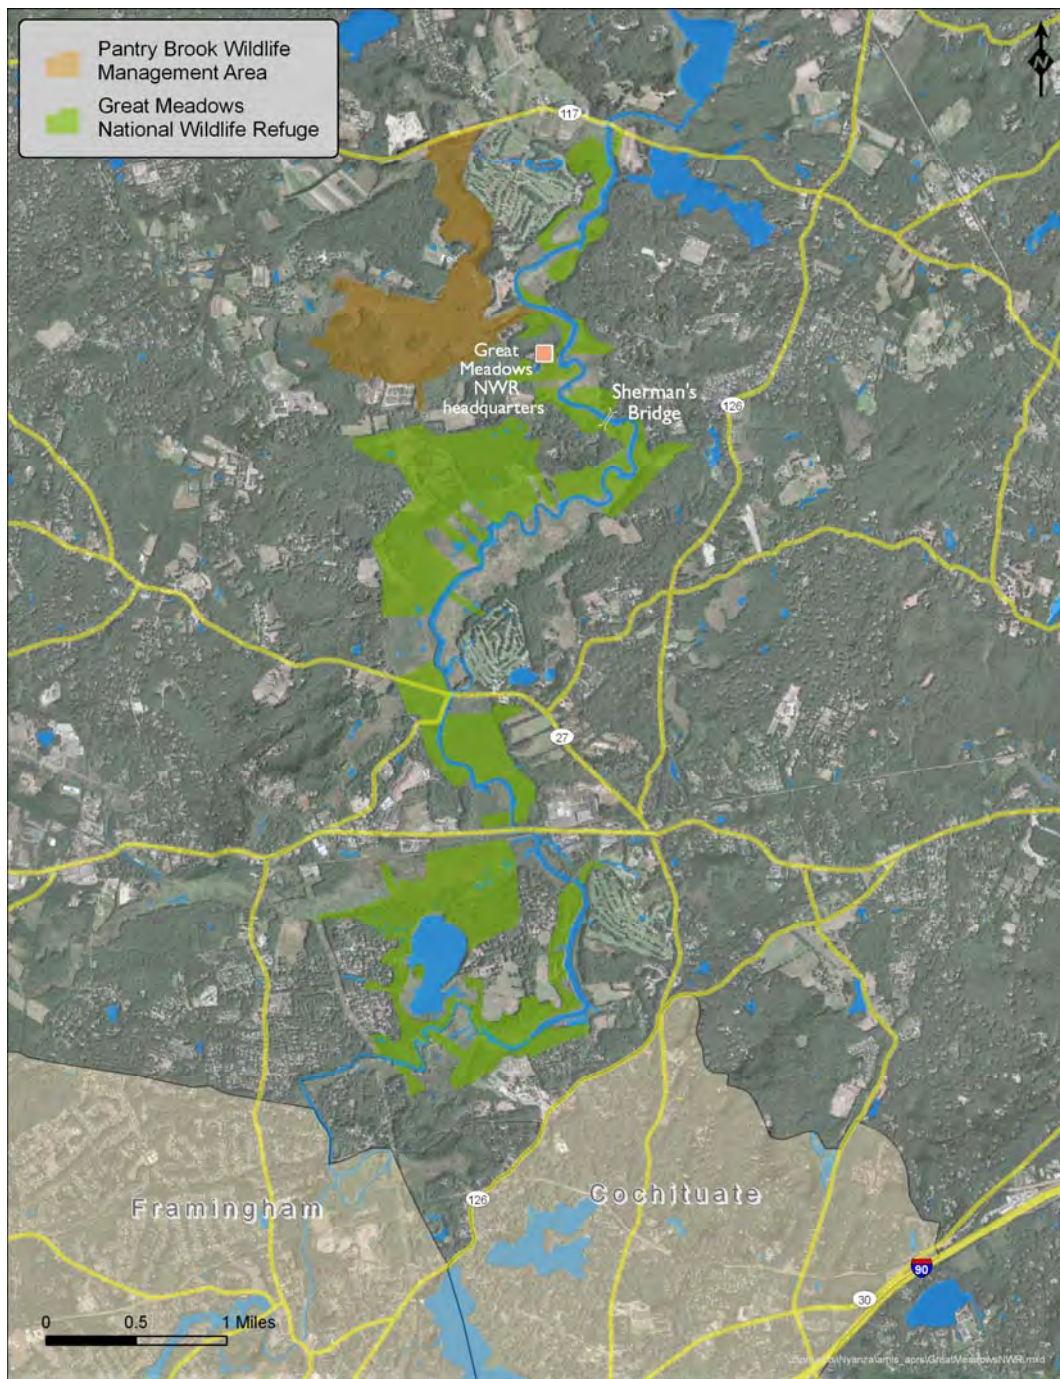 Pantry Brook Wildlife
Management Area
Great Meadows
National Wildlife Refuge
N
117
Great
Meadows
NWR
headquarters
Sherman's
Bridge
126
27
Framingham
Cochituate
126
90
30
0 0.5 1 Miles